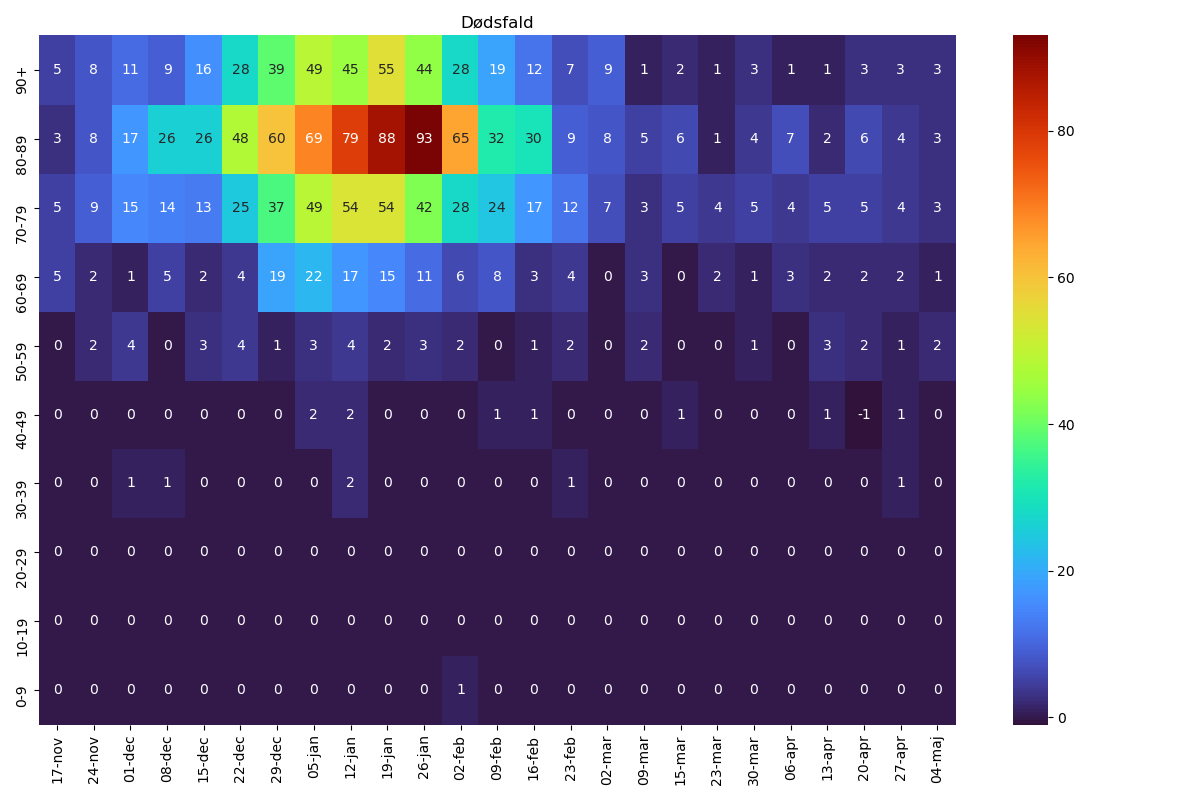 Dødsfald
90+ 5 8 11 9 16 28 39 49 45 55 44 28 19 12 7 9 1 2 1 3 1 1 3 3 3
80-89 3 8 17 26 26 48 60 69 79 88 93 65 32 30 9 8 5 6 1 4 7 2 6 4 3
70-79 5 9 15 14 13 25 37 49 54 54 42 28 24 17 12 7 3 5 4 5 4 5 5 4 3
60-69 5 2 1 5 2 4 19 22 17 15 11 6 8 3 4 0 3 0 2 1 3 2 2 2 1
50-59 0 2 4 0 3 4 1 3 4 2 3 2 0 1 2 0 2 0 0 1 0 3 2 1 2
40-49 0 0 0 0 0 0 0 2 2 0 0 0 1 1 0 0 0 1 0 0 0 1 -1 1 0
30-39 0 0 1 1 0 0 0 0 2 0 0 0 0 0 1 0 0 0 0 0 0 0 0 1 0
20-29 0 0 0 0 0 0 0 0 0 0 0 0 0 0 0 0 0 0 0 0 0 0 0 0 0
10-19 0 0 0 0 0 0 0 0 0 0 0 0 0 0 0 0 0 0 0 0 0 0 0 0 0
0-9 0 0 0 0 0 0 0 0 0 0 0 1 0 0 0 0 0 0 0 0 0 0 0 0 0
17-nov 24-nov 01-dec 08-dec 15-dec 22-dec 29-dec 05-jan 12-jan 19-jan 26-jan 02-feb 09-feb 16-feb 23-feb 02-mar 09-mar 15-mar 23-mar 30-mar 06-apr 13-apr 20-apr 27-apr 04-maj
80
60
40
20
0